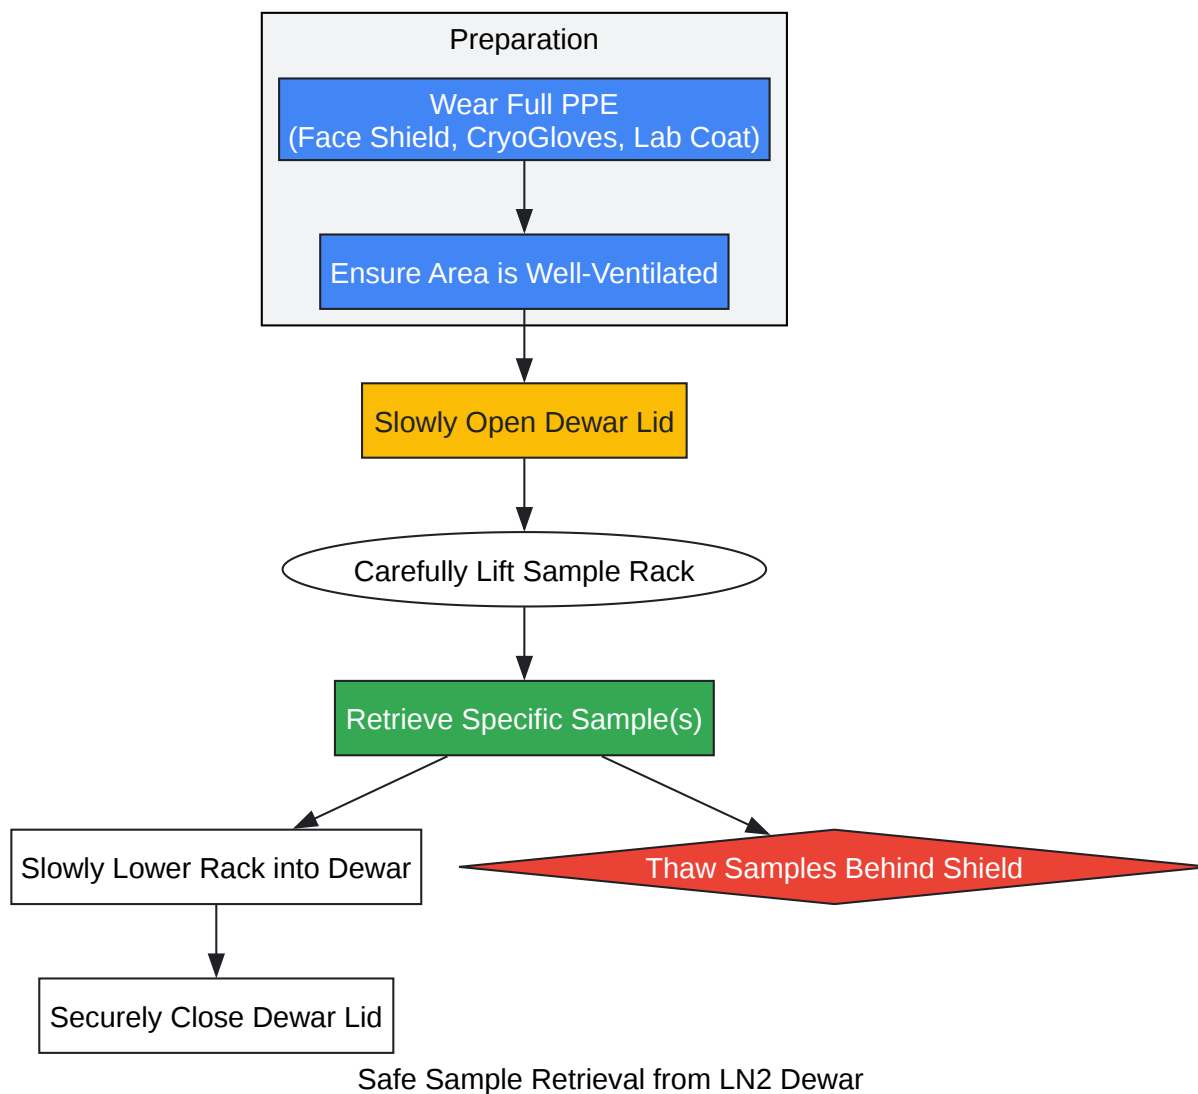 Preparation
Wear Full PPE
(Face Shield, CryoGloves, Lab Coat)
Ensure Area is Well-Ventilated
Slowly Open Dewar Lid
Carefully Lift Sample Rack
Retrieve Specific Sample(s)
Slowly Lower Rack into Dewar
Thaw Samples Behind Shield
Securely Close Dewar Lid
Safe Sample Retrieval from LN2 Dewar